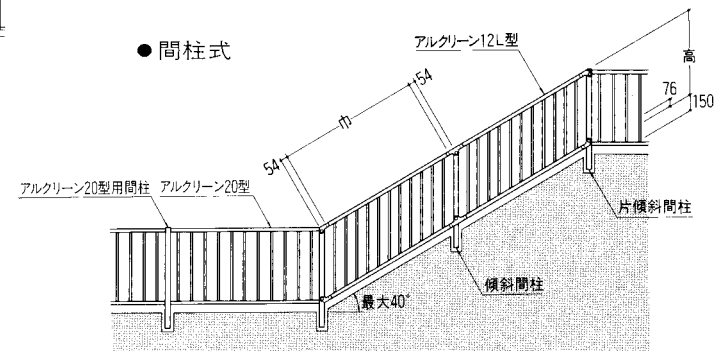 ●間柱式
アルクリーン12L型
高
76
150
54
巾
54
アルクリーン20型用間柱
アルクリーン20型
片傾斜間柱
傾斜間柱
最大40°